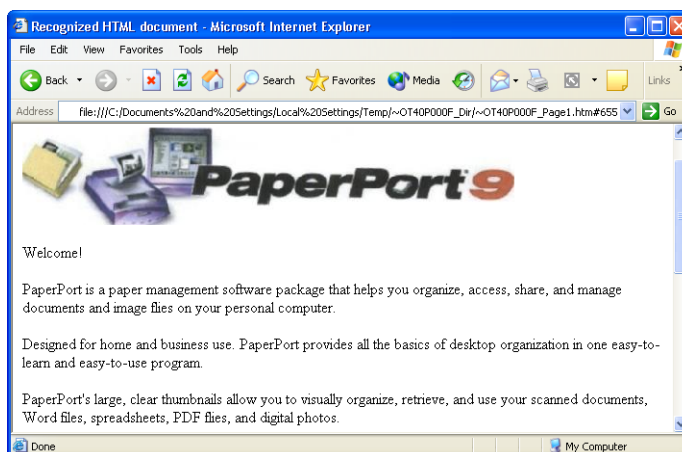 Recognized HTML document - Microsoft Internet Explorer
File Edit View Favorites Tools Help
Back Search Favorites Media Links
Address file:///C:/Documents%20and%20Settings/Local%20Settings/Temp/~OT40P000F_Dir/~OT40P000F_Page1.htm#655 Go
PaperPort 9
Welcome!
PaperPort is a paper management software package that helps you organize, access, share, and manage
documents and image flies on your personal computer.
Designed for home and business use. PaperPort provides all the basics of desktop organization in one easy-to-
learn and easy-to-use program.
PaperPort's large, clear thumbnails allow you to visually organize, retrieve, and use your scanned documents,
Word files, spreadsheets, PDF flies, and digital photos.
Done My Computer